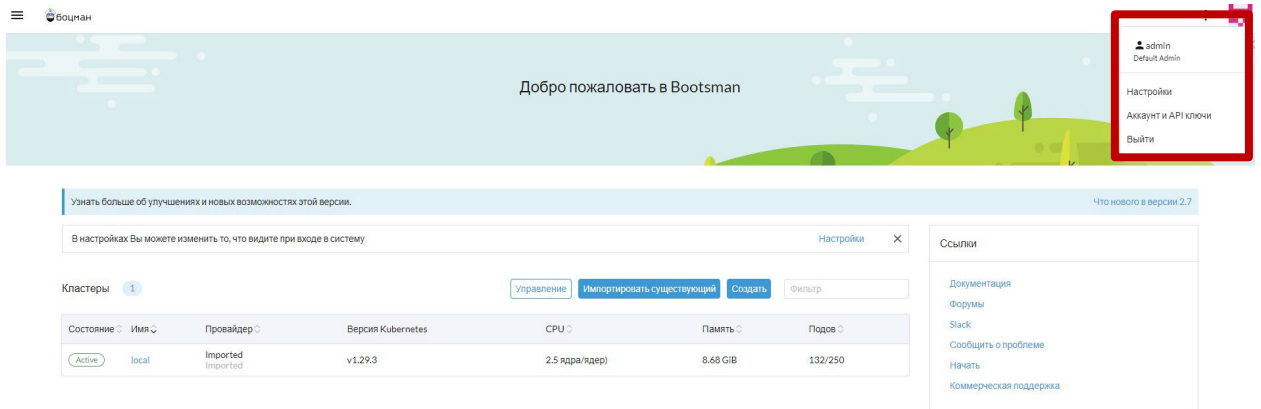 Боцман
Добро пожаловать в Bootsman
admin
Default Admin
Настройки
Аккаунт и API ключи
Выйти
Узнать больше об улучшениях и новых возможностях этой версии.
Что нового в версии 2.7
В настройках Вы можете изменить то, что видите при входе в систему
Настройки
Кластеры 1
Управление
Импортировать существующий
Создать
Фильтр
Состояние Имя Провайдер Версия Kubernetes CPU Память Подов
Active local Imported v1.29.3 2.5 ядра/ядер) 8.68 GiB 132/250
Imported
Ссылки
Документация
Форумы
Slack
Сообщить о проблеме
Начать
Коммерческая поддержка